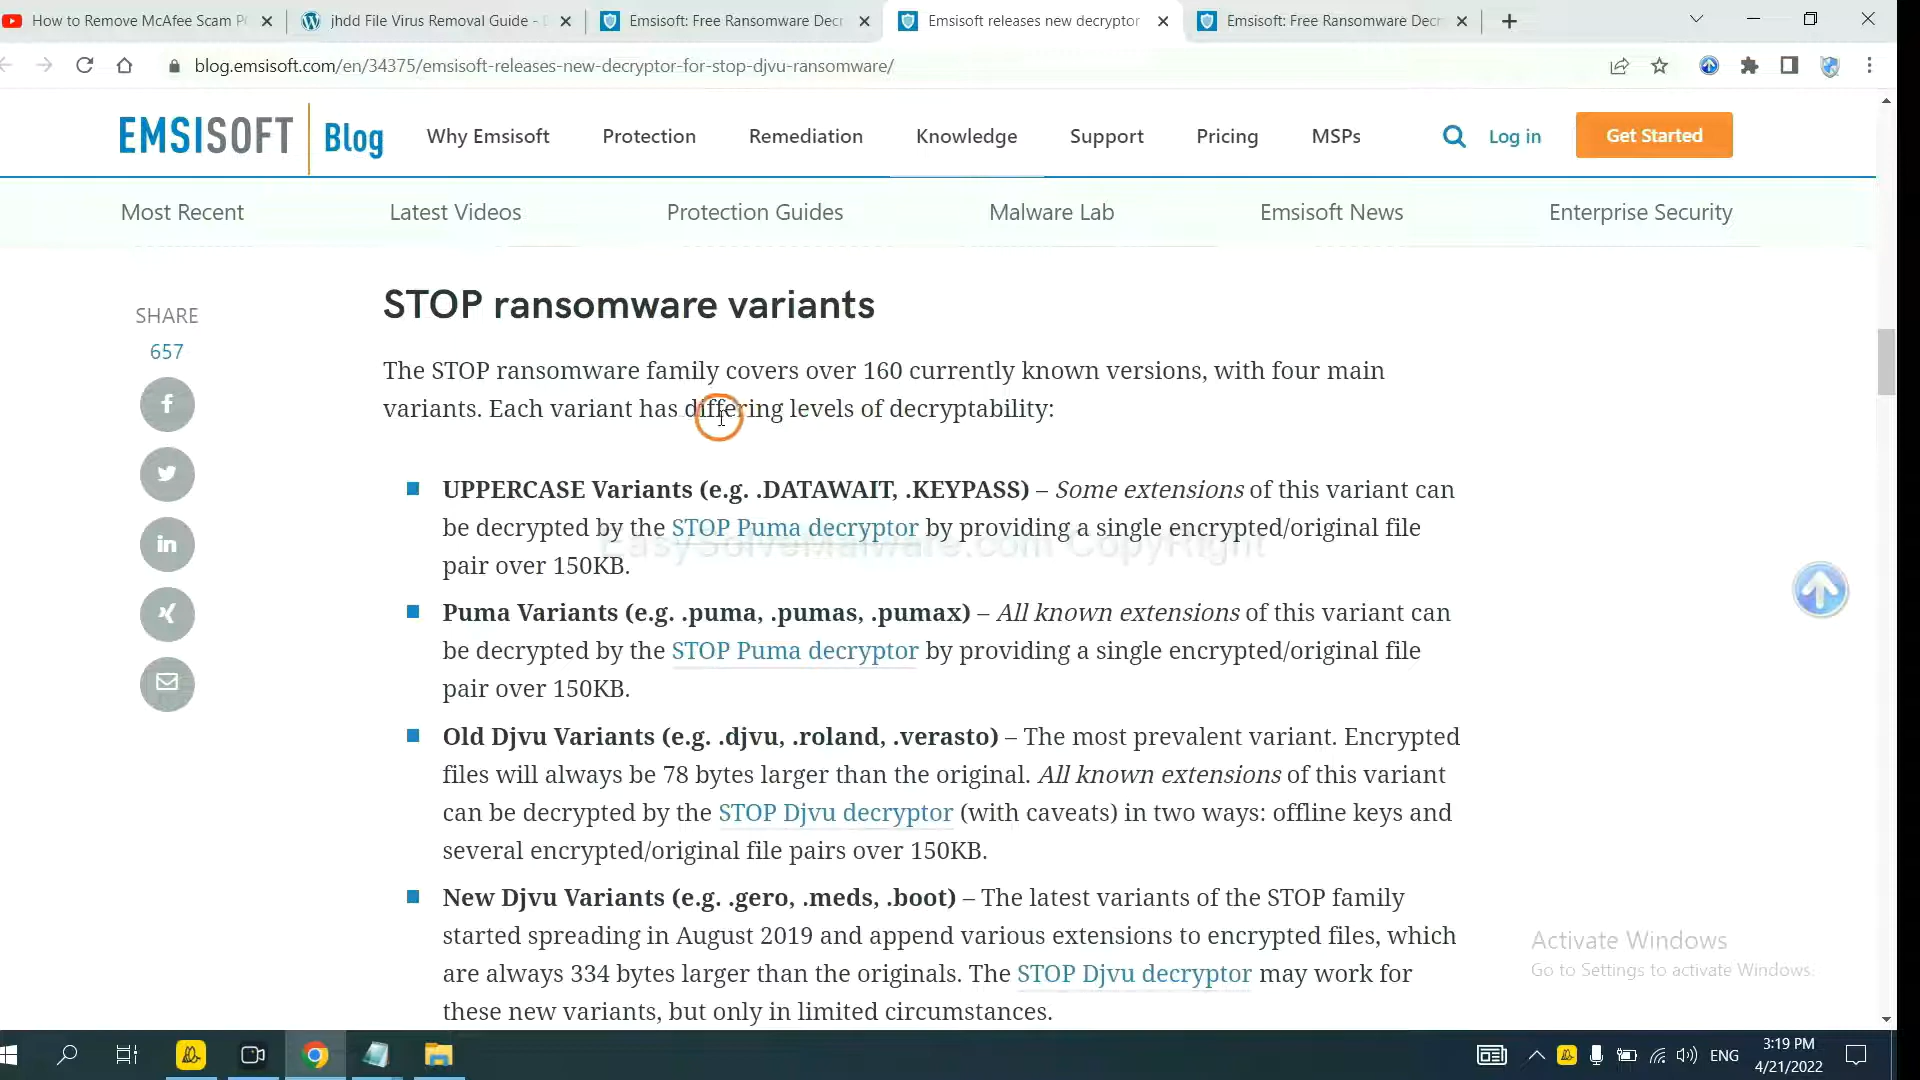 How to Remove McAfee Scam P
jhdd File Virus Removal Guide -
Emsisoft: Free Ransomware Decr
Emsisoft releases new decryptor
Emsisoft: Free Ransomware Decr
blog.emsisoft.com/en/34375/emsisoft-releases-new-decryptor-for-stop-djvu-ransomware/
EMSISOFT Blog
Why Emsisoft Protection Remediation Knowledge Support Pricing MSPs Log in Get Started
Most Recent Latest Videos Protection Guides Malware Lab Emsisoft News Enterprise Security
SHARE
657
STOP ransomware variants
The STOP ransomware family covers over 160 currently known versions, with four main
variants. Each variant has differing levels of decryptability:
UPPERCASE Variants (e.g. .DATAWAIT, .KEYPASS) – Some extensions of this variant can
be decrypted by the STOP Puma decryptor by providing a single encrypted/original file
EasySolveMalware.com CopyRight
pair over 150KB.
Puma Variants (e.g. .puma, .pumas, .pumax) – All known extensions of this variant can
be decrypted by the STOP Puma decryptor by providing a single encrypted/original file
pair over 150KB.
Old Djvu Variants (e.g. .djvu, .roland, .verasto) – The most prevalent variant. Encrypted
files will always be 78 bytes larger than the original. All known extensions of this variant
can be decrypted by the STOP Djvu decryptor (with caveats) in two ways: offline keys and
several encrypted/original file pairs over 150KB.
New Djvu Variants (e.g. .gero, .meds, .boot) – The latest variants of the STOP family
started spreading in August 2019 and append various extensions to encrypted files, which
are always 334 bytes larger than the originals. The STOP Djvu decryptor may work for
these new variants, but only in limited circumstances.
Activate Windows
Go to Settings to activate Windows.
ENG
3:19 PM
4/21/2022